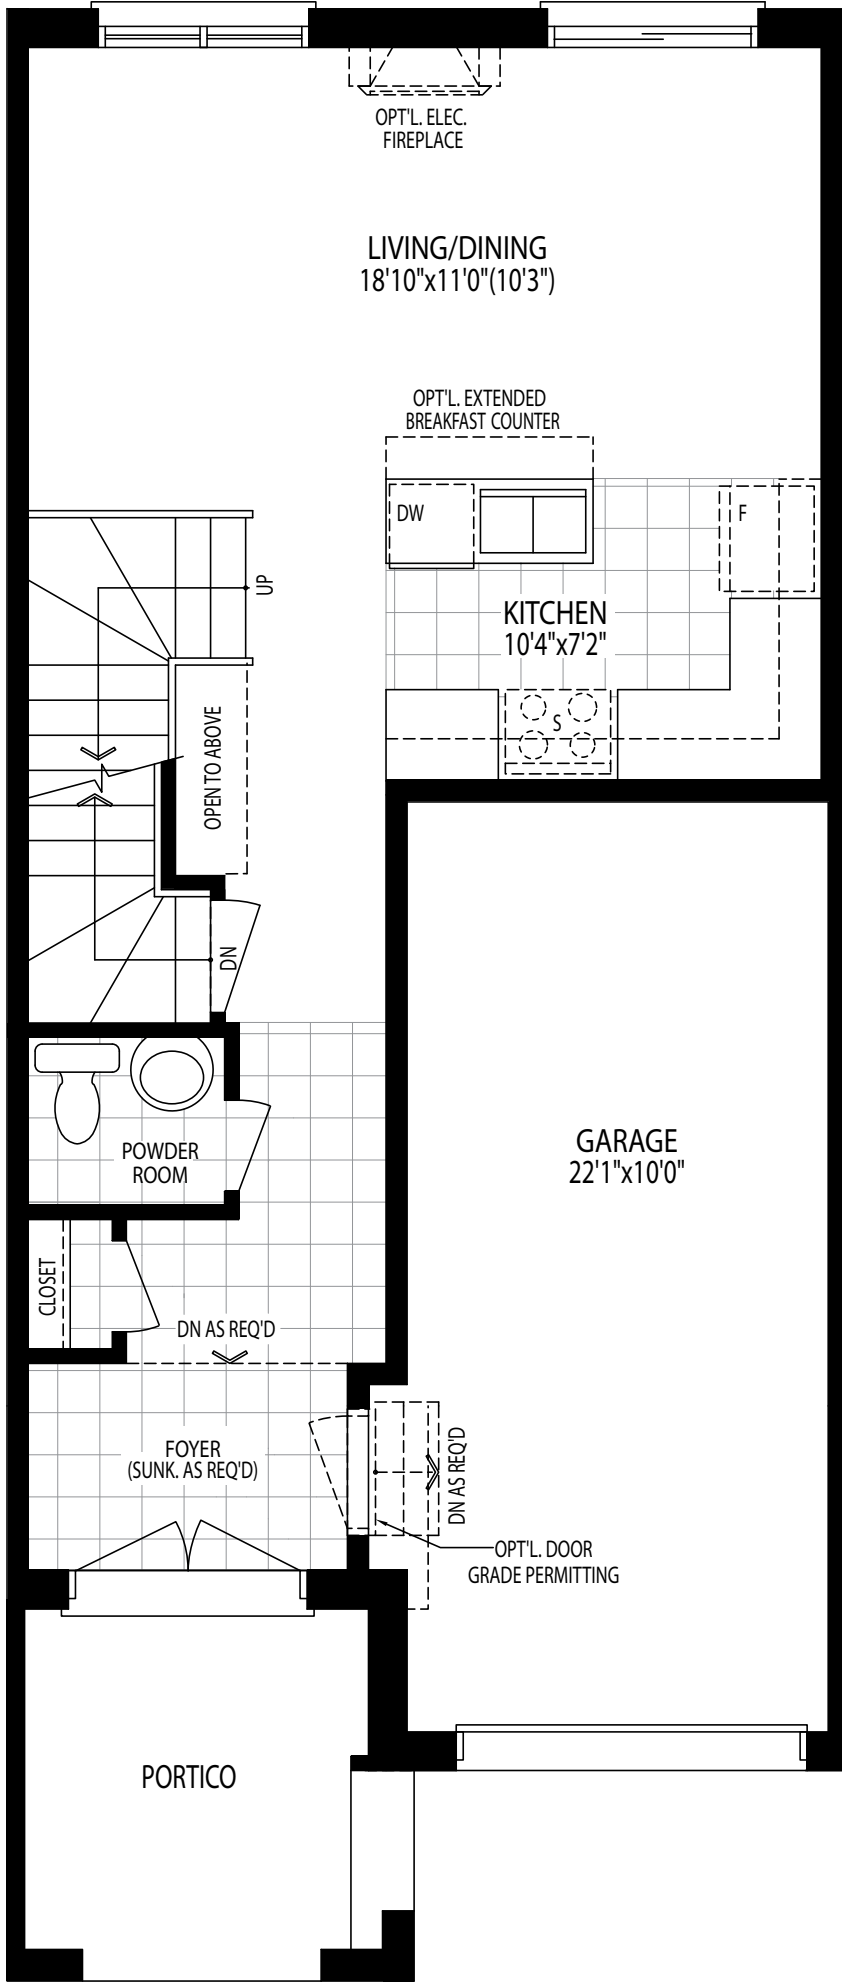 OPT'L. ELEC.
FIREPLACE
LIVING/DINING
18'10"x11'0"(10'3")
OPT'L. EXTENDED
BREAKFAST COUNTER
DW
F
UP
KITCHEN
10'4"x7'2"
S
OPEN TO ABOVE
DN
GARAGE
22'1"x10'0"
POWDER
ROOM
CLOSET
DN AS REQ'D
FOYER
(SUNK. AS REQ'D)
DN AS REQ'D
OPT'L. DOOR
GRADE PERMITTING
PORTICO